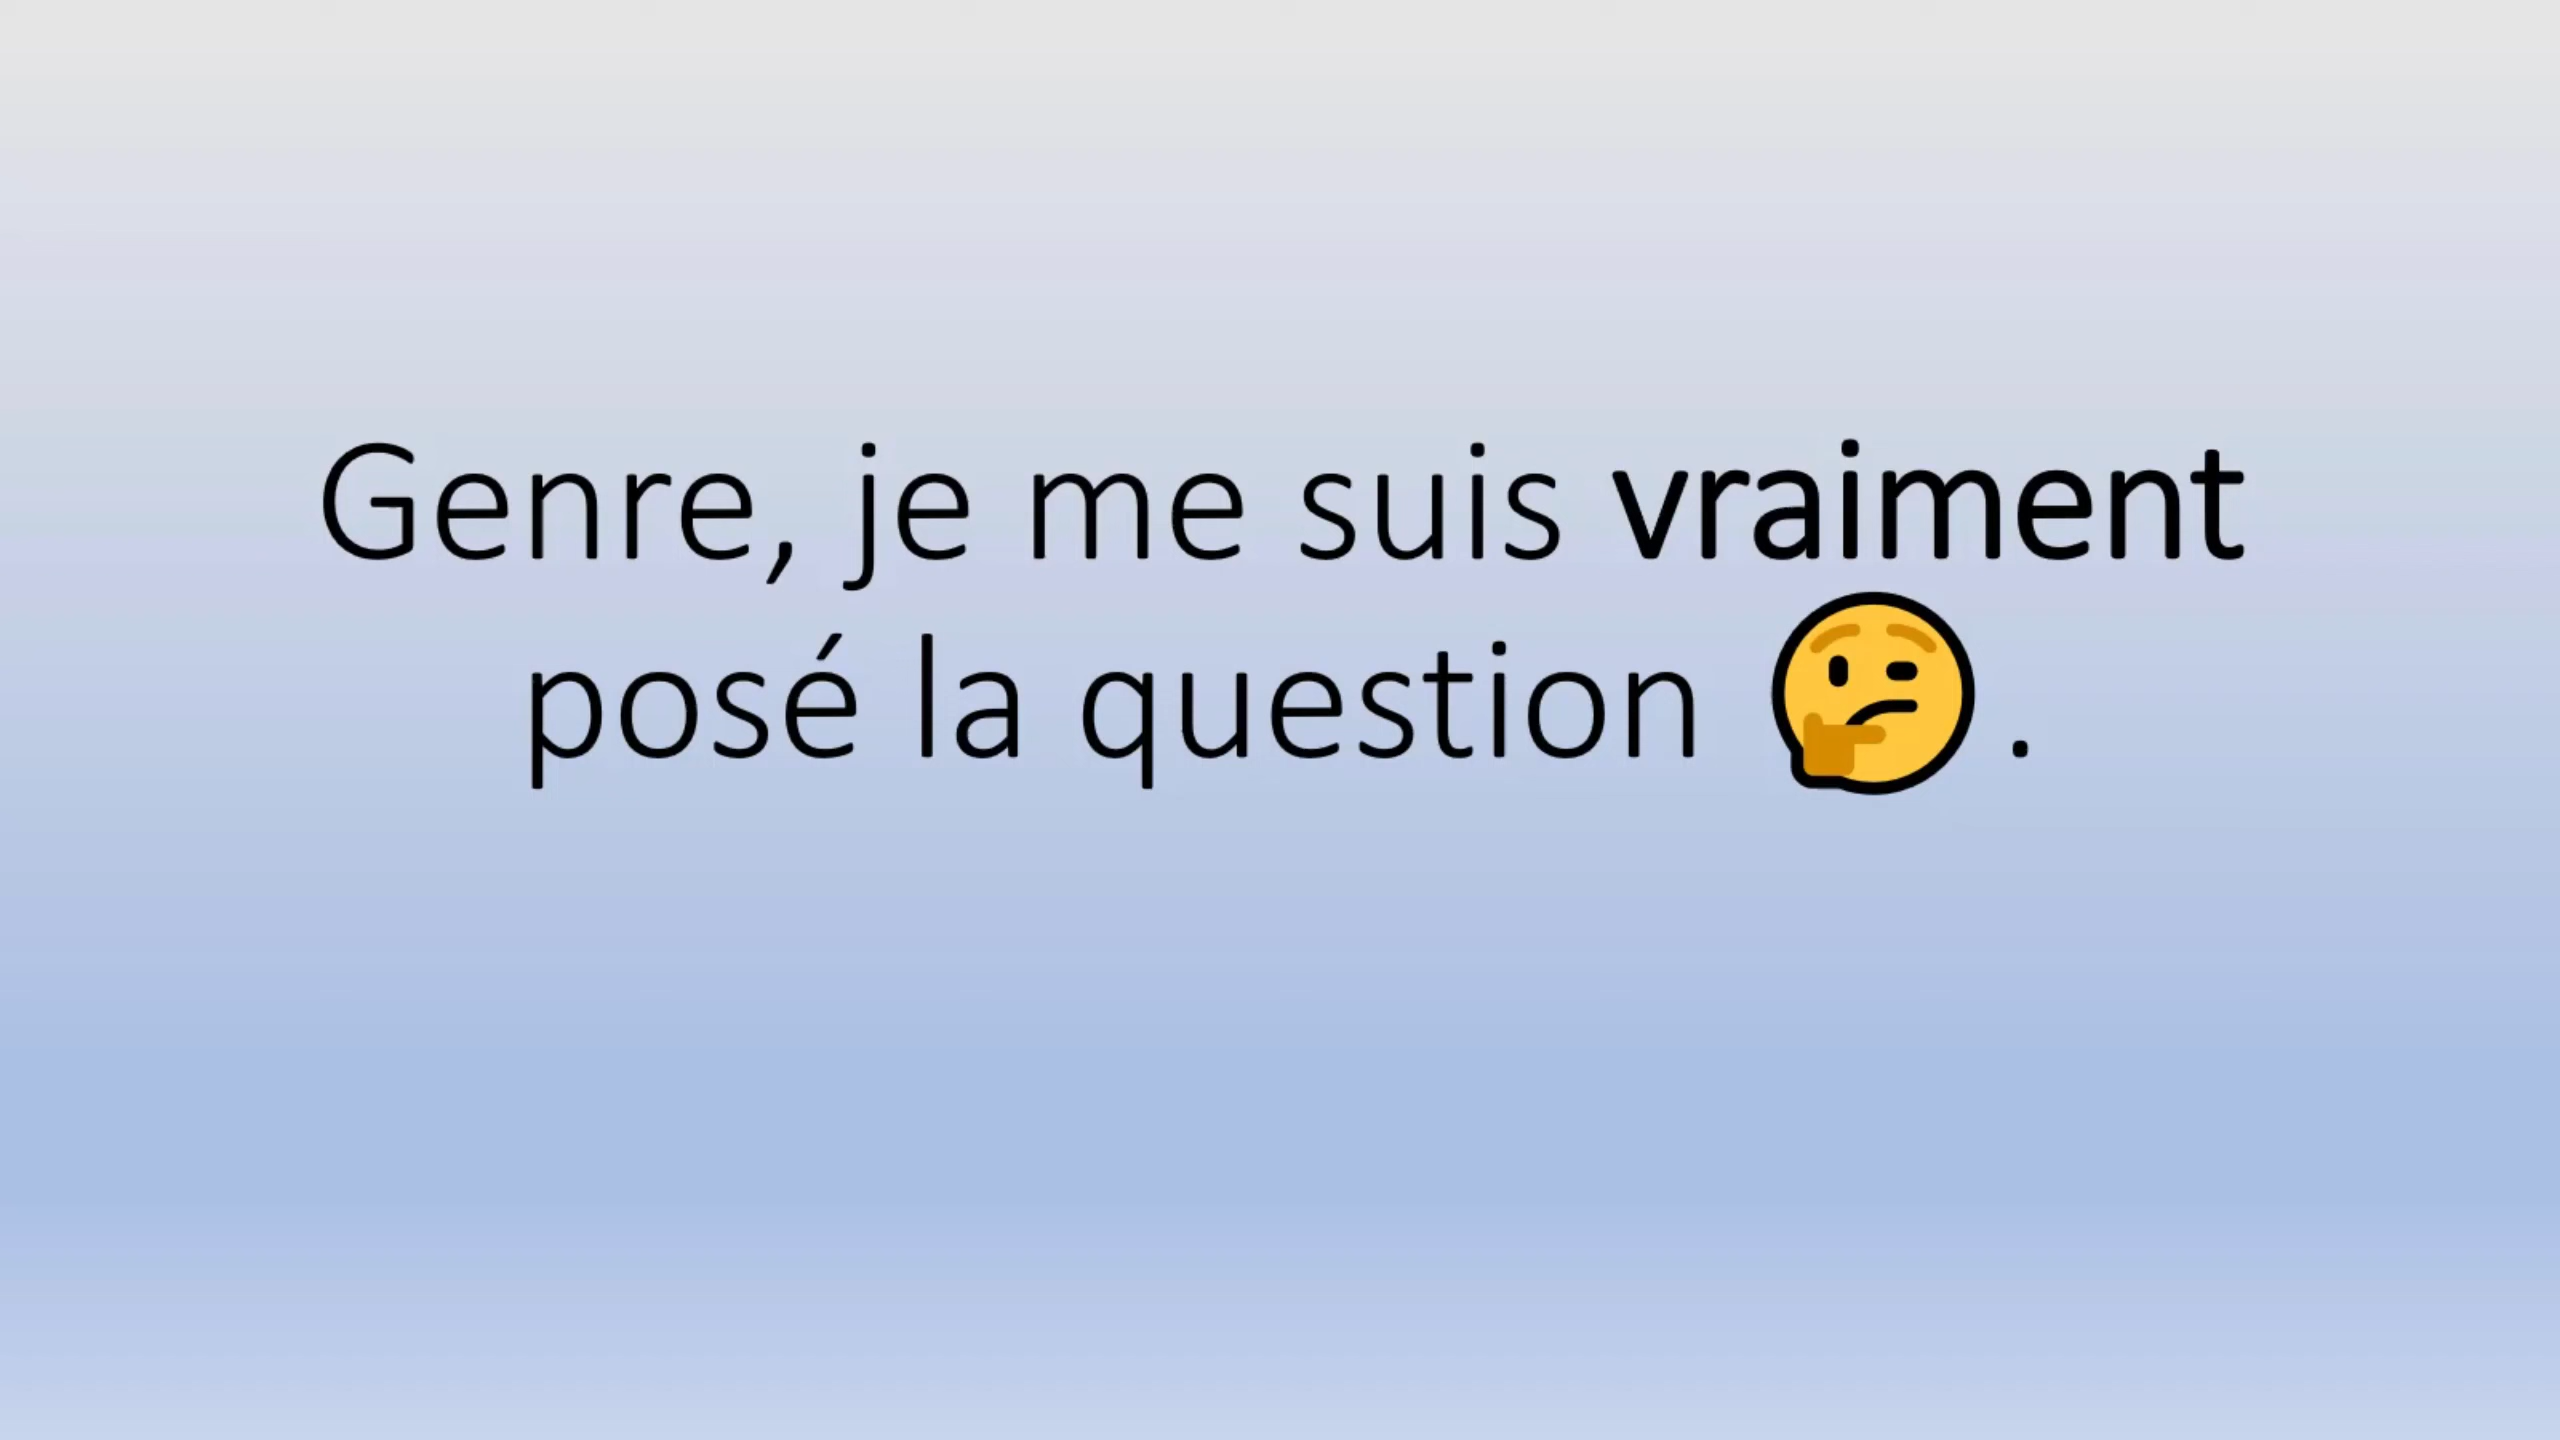 Genre, je me suis vraiment
posé la question 🤔.